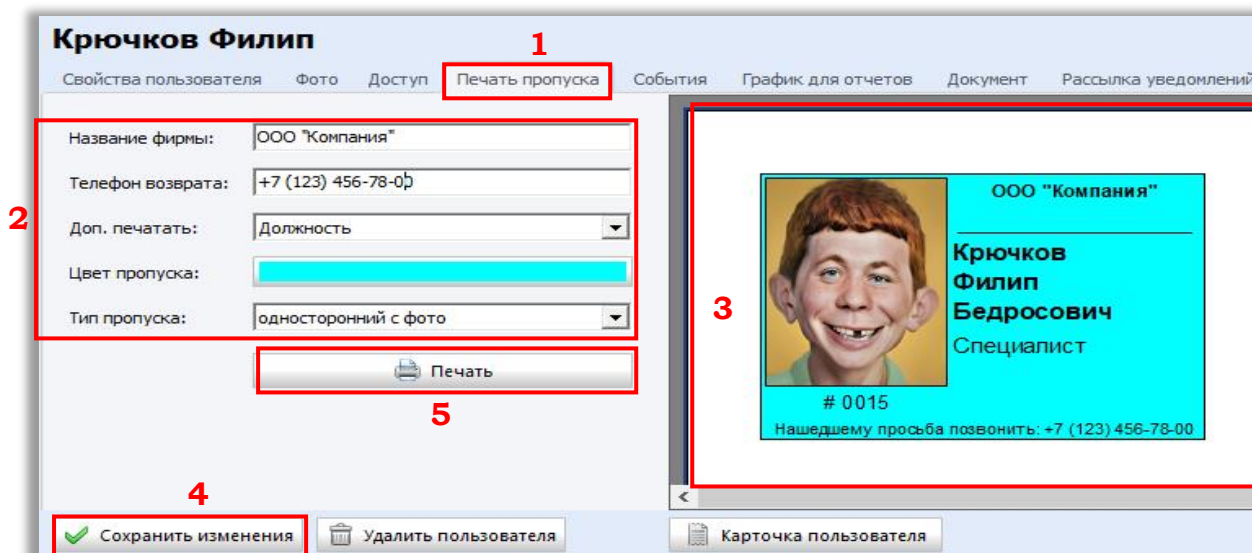 Крючков Филип
1
Свойства пользователя Фото Доступ Печать пропуска События График для отчетов Документ Рассылка уведомлений
2
Название фирмы: ООО "Компания"
Телефон возврата: +7 (123) 456-78-00
Доп. печатать: Должность
Цвет пропуска:
Тип пропуска: односторонний с фото
Печать
5
3
ООО "Компания"
Крючков
Филип
Бедросович
Специалист
# 0015
Нашедшему просьба позвонить: +7 (123) 456-78-00
4
Сохранить изменения Удалить пользователя Карточка пользователя